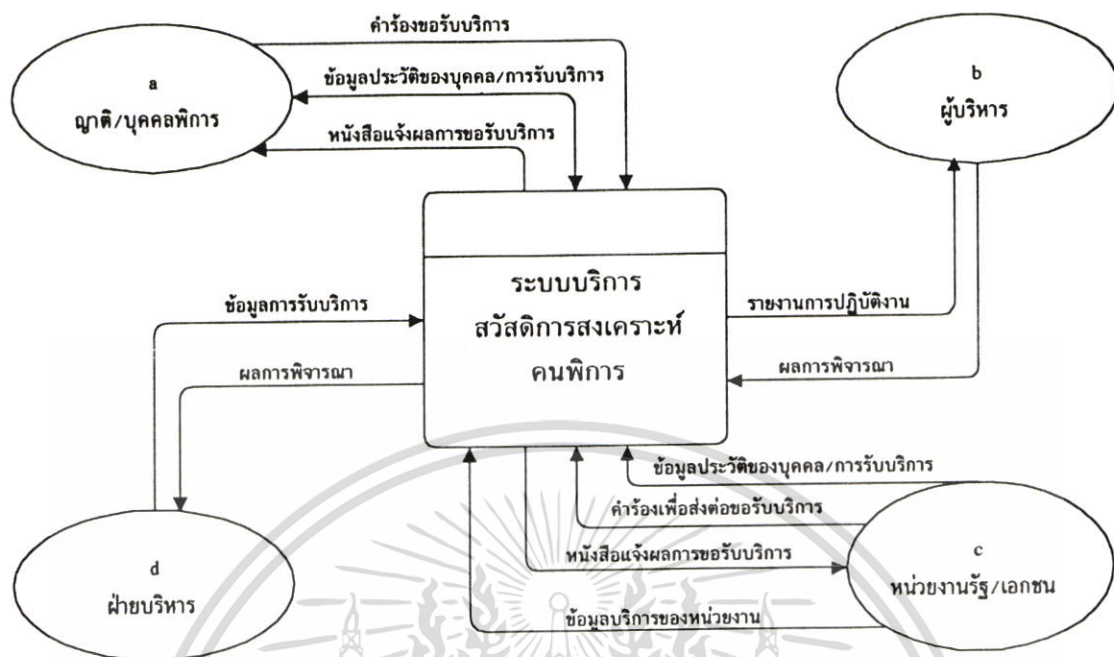 คำร้องขอรับบริการ
a
ญาติ/บุคคลพิการ
ข้อมูลประวัติของบุคคล/การรับบริการ
หนังสือแจ้งผลการขอรับบริการ
b
ผู้บริหาร
ระบบบริการ
สวัสดิการสงเคราะห์
คนพิการ
ข้อมูลการรับบริการ
ผลการพิจารณา
รายงานการปฏิบัติงาน
ผลการพิจารณา
d
ฝ่ายบริหาร
ข้อมูลประวัติของบุคคล/การรับบริการ
คำร้องเพื่อส่งต่อขอรับบริการ
หนังสือแจ้งผลการขอรับบริการ
ข้อมูลบริการของหน่วยงาน
c
หน่วยงานรัฐ/เอกชน